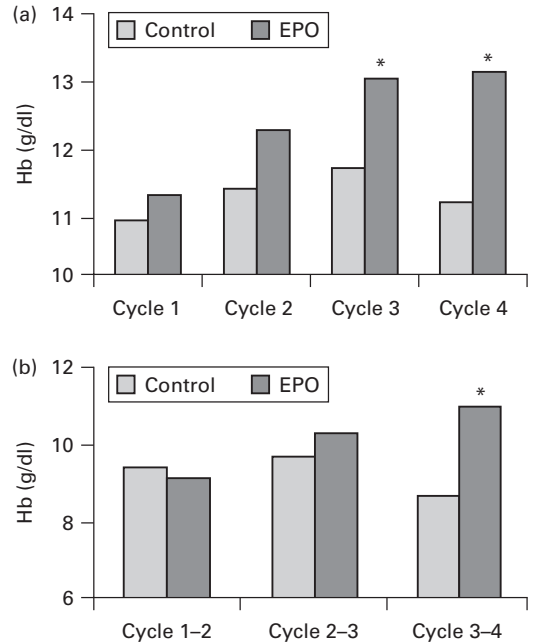 (a)
14
Control EPO
13
* *
Hb (g/dl)
12
11
10
Cycle 1 Cycle 2 Cycle 3 Cycle 4
(b)
12
Control EPO
*
10
Hb (g/dl)
8
6
Cycle 1–2 Cycle 2–3 Cycle 3–4